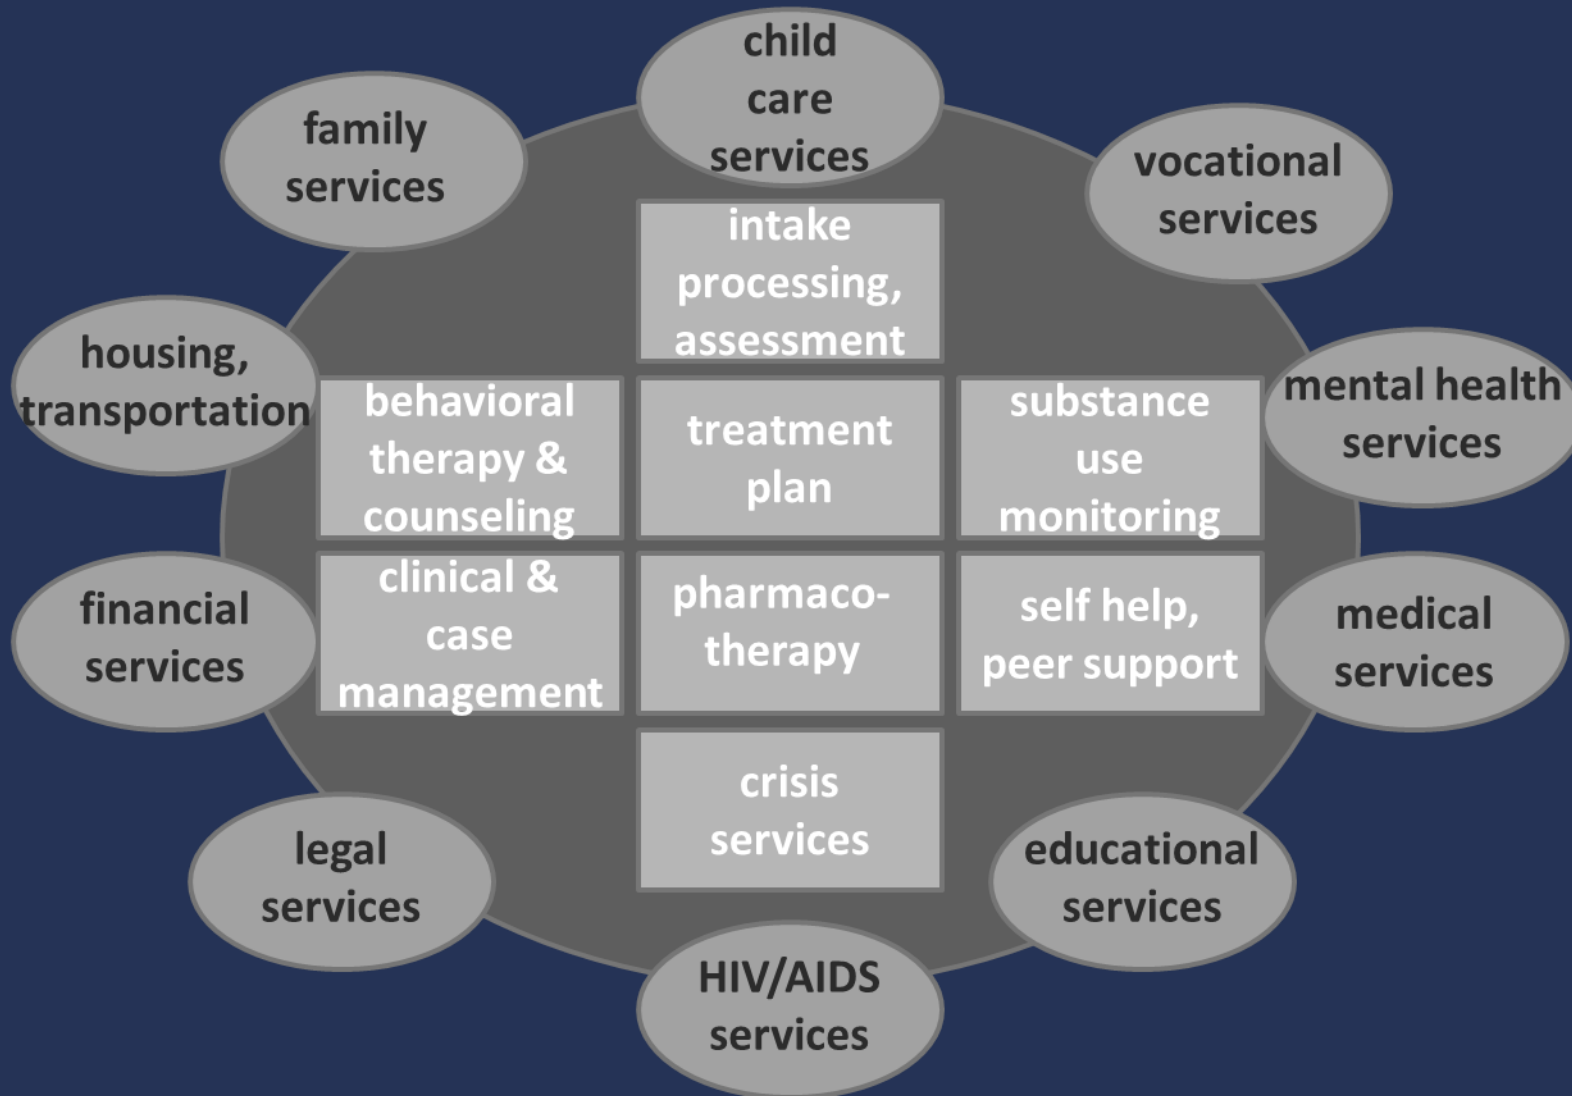 child
care
services
family
services
vocational
services
intake
processing,
assessment
housing,
transportation
behavioral
therapy &
counseling
treatment
plan
substance
use
monitoring
mental health
services
financial
services
clinical &
case
management
pharmaco-
therapy
self help,
peer support
medical
services
crisis
services
legal
services
educational
services
HIV/AIDS
services